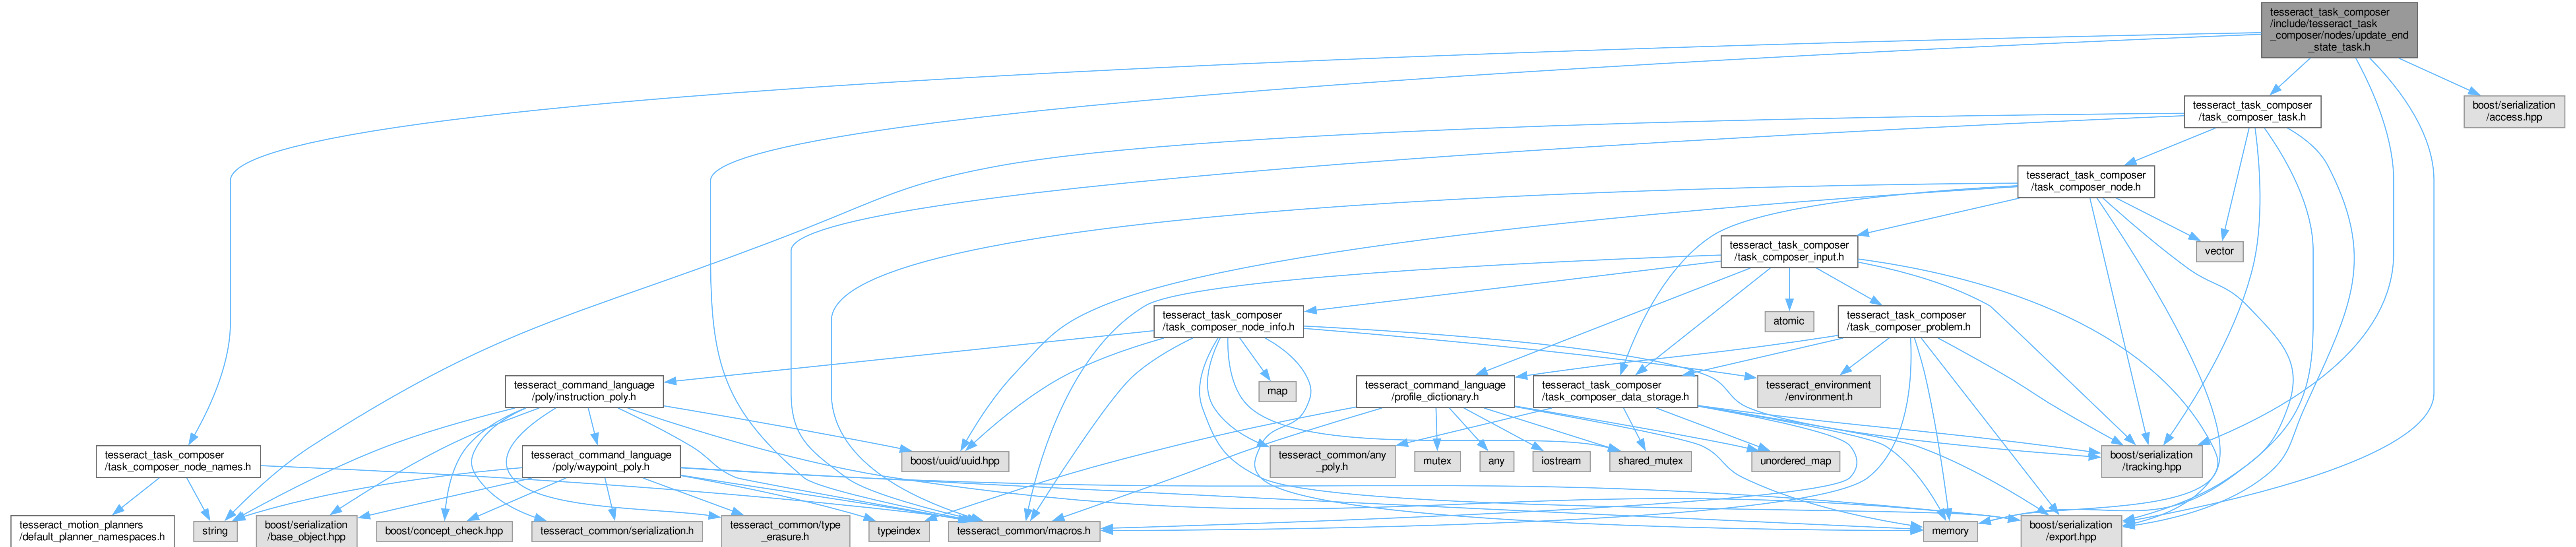 tesseract_task_composer
/include/tesseract_task
_composer/nodes/update_end
_state_task.h
tesseract_task_composer
/task_composer_task.h
boost/serialization
/access.hpp
tesseract_task_composer
/task_composer_node.h
tesseract_task_composer
/task_composer_input.h
vector
tesseract_task_composer
/task_composer_node_info.h
atomic
tesseract_task_composer
/task_composer_problem.h
tesseract_command_language
/poly/instruction_poly.h
map
tesseract_command_language
/profile_dictionary.h
tesseract_task_composer
/task_composer_data_storage.h
tesseract_environment
/environment.h
tesseract_task_composer
/task_composer_node_names.h
tesseract_command_language
/poly/waypoint_poly.h
boost/uuid/uuid.hpp
tesseract_common/any
_poly.h
mutex
any
iostream
shared_mutex
unordered_map
boost/serialization
/tracking.hpp
tesseract_motion_planners
/default_planner_namespaces.h
string
boost/serialization
/base_object.hpp
boost/concept_check.hpp
tesseract_common/serialization.h
tesseract_common/type
_erasure.h
typeindex
tesseract_common/macros.h
memory
boost/serialization
/export.hpp